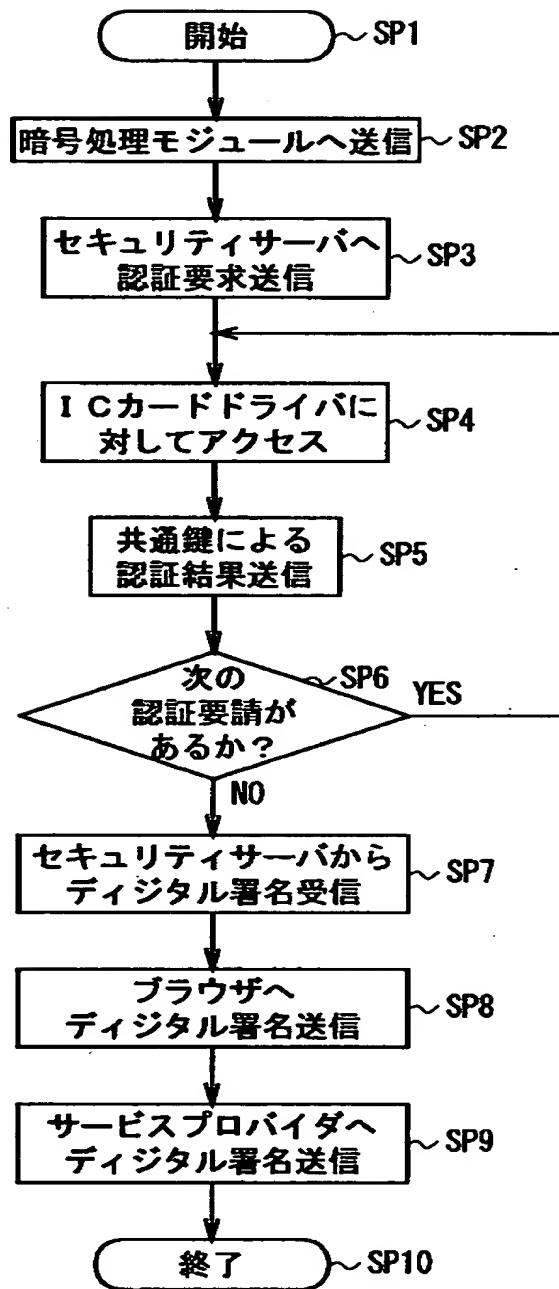 開始 SP1
暗号処理モジュールへ送信 SP2
セキュリティサーバへ
認証要求送信 SP3
ICカードドライバに
対してアクセス SP4
共通鍵による
認証結果送信 SP5
次の SP6
認証要請が YES
あるか?
NO
セキュリティサーバから
ディジタル署名受信 SP7
ブラウザへ
ディジタル署名送信 SP8
サービスプロバイダへ
ディジタル署名送信 SP9
終了 SP10